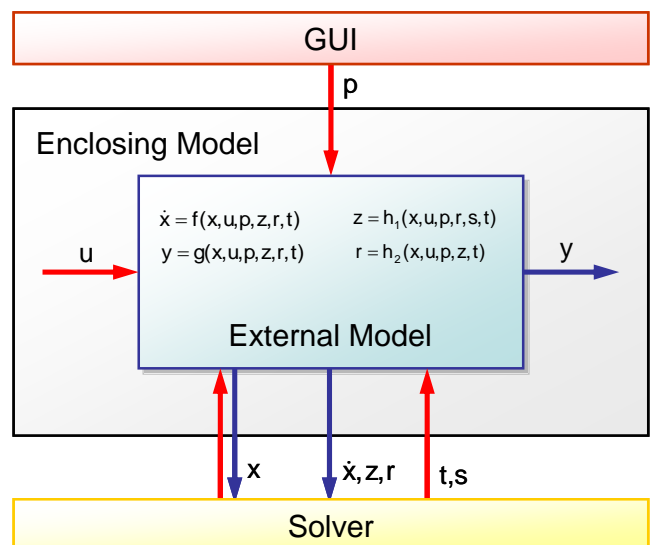 GUI
p
Enclosing Model
ẋ = f(x,u,p,z,r,t) z = h₁(x,u,p,r,s,t)
y = g(x,u,p,z,r,t) r = h₂(x,u,p,z,t)
u
y
External Model
x
ẋ,z,r
t,s
Solver